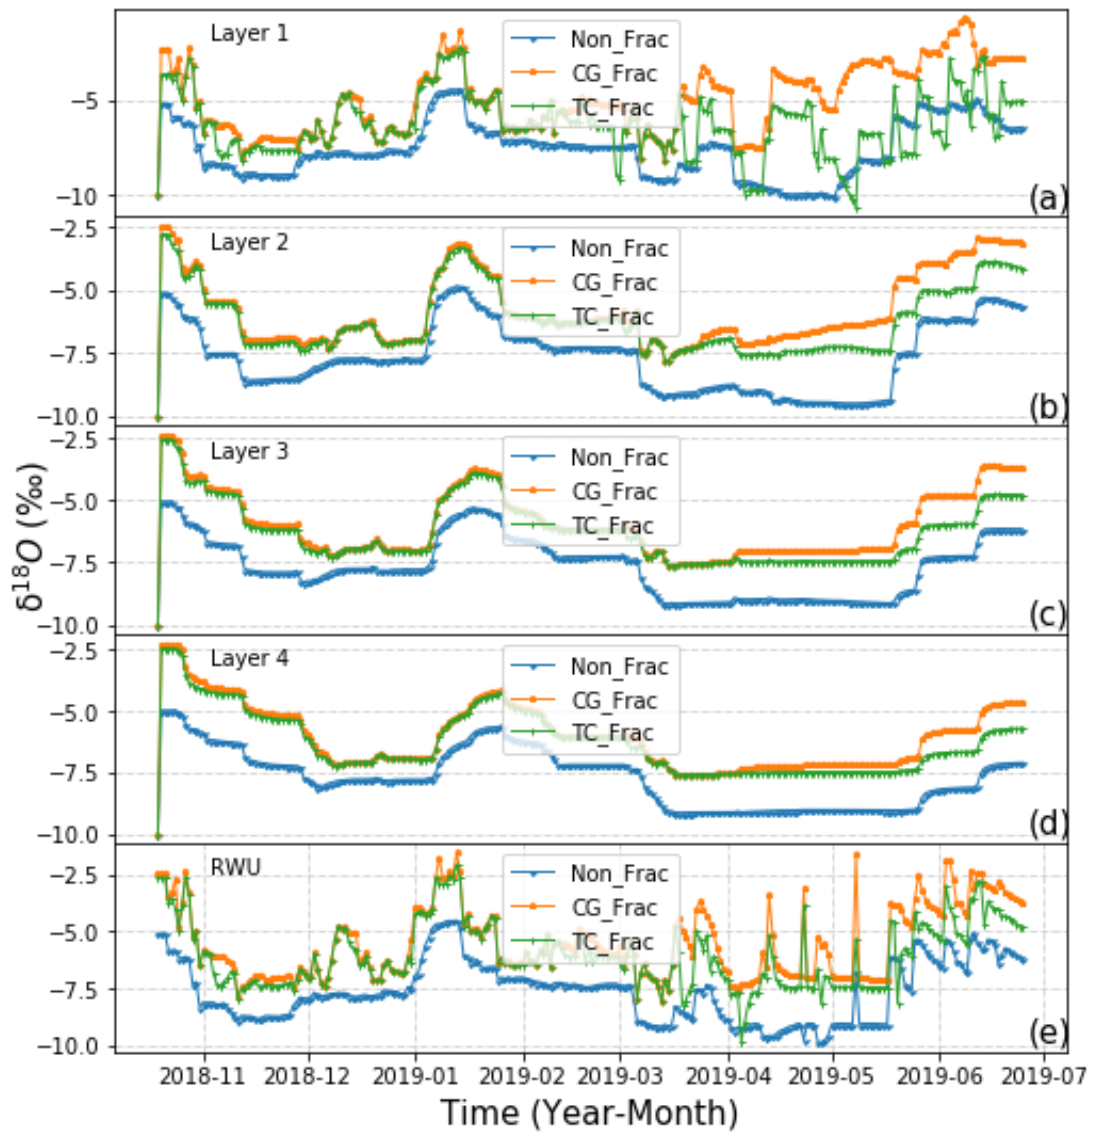 Layer 1
Non_Frac
CG_Frac
TC_Frac
−5
−10
(a)
Layer 2
Non_Frac
CG_Frac
TC_Frac
−2.5
−5.0
−7.5
−10.0
(b)
Layer 3
Non_Frac
CG_Frac
TC_Frac
−2.5
−5.0
−7.5
−10.0
(c)
δ¹⁸O (‰)
Layer 4
Non_Frac
CG_Frac
TC_Frac
−2.5
−5.0
−7.5
−10.0
(d)
RWU
Non_Frac
CG_Frac
TC_Frac
−2.5
−5.0
−7.5
−10.0
(e)
2018-11 2018-12 2019-01 2019-02 2019-03 2019-04 2019-05 2019-06 2019-07
Time (Year-Month)